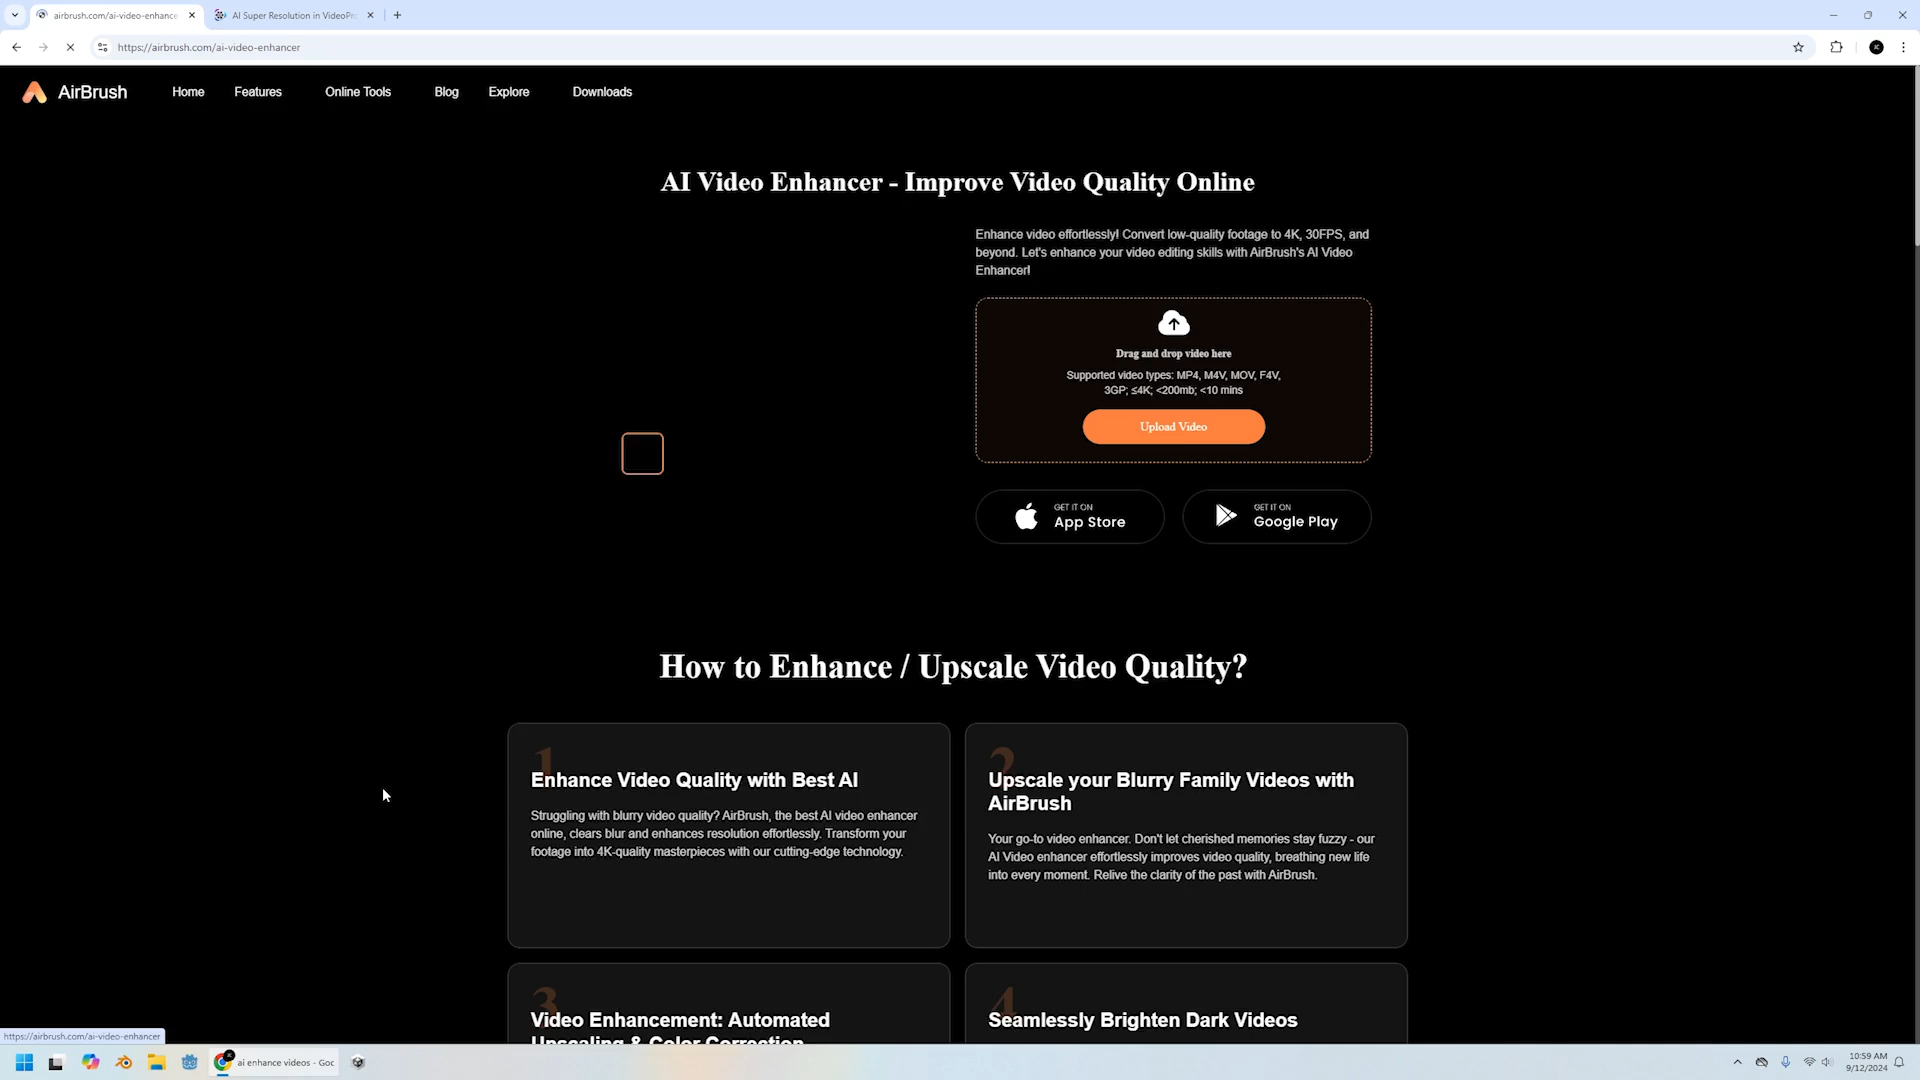 airbrush.com/ai-video-enhance
AI Super Resolution in VideoPro
https://airbrush.com/ai-video-enhancer
AirBrush
Home
Features
Online Tools
Blog
Explore
Downloads
AI Video Enhancer - Improve Video Quality Online
Enhance video effortlessly! Convert low-quality footage to 4K, 30FPS, and
beyond. Let's enhance your video editing skills with AirBrush's AI Video
Enhancer!
Drag and drop video here
Supported video types: MP4, M4V, MOV, F4V,
3GP; ≤4K; <200mb; <10 mins
Upload Video
GET IT ON
App Store
GET IT ON
Google Play
How to Enhance / Upscale Video Quality?
1
Enhance Video Quality with Best AI
Struggling with blurry video quality? AirBrush, the best AI video enhancer
online, clears blur and enhances resolution effortlessly. Transform your
footage into 4K-quality masterpieces with our cutting-edge technology.
2
Upscale your Blurry Family Videos with
AirBrush
Your go-to video enhancer. Don't let cherished memories stay fuzzy - our
AI Video enhancer effortlessly improves video quality, breathing new life
into every moment. Relive the clarity of the past with AirBrush.
3
Video Enhancement: Automated
Upscaling & Color Correction
4
Seamlessly Brighten Dark Videos
https://airbrush.com/ai-video-enhancer
ai enhance videos - Goo
10:59 AM
9/12/2024